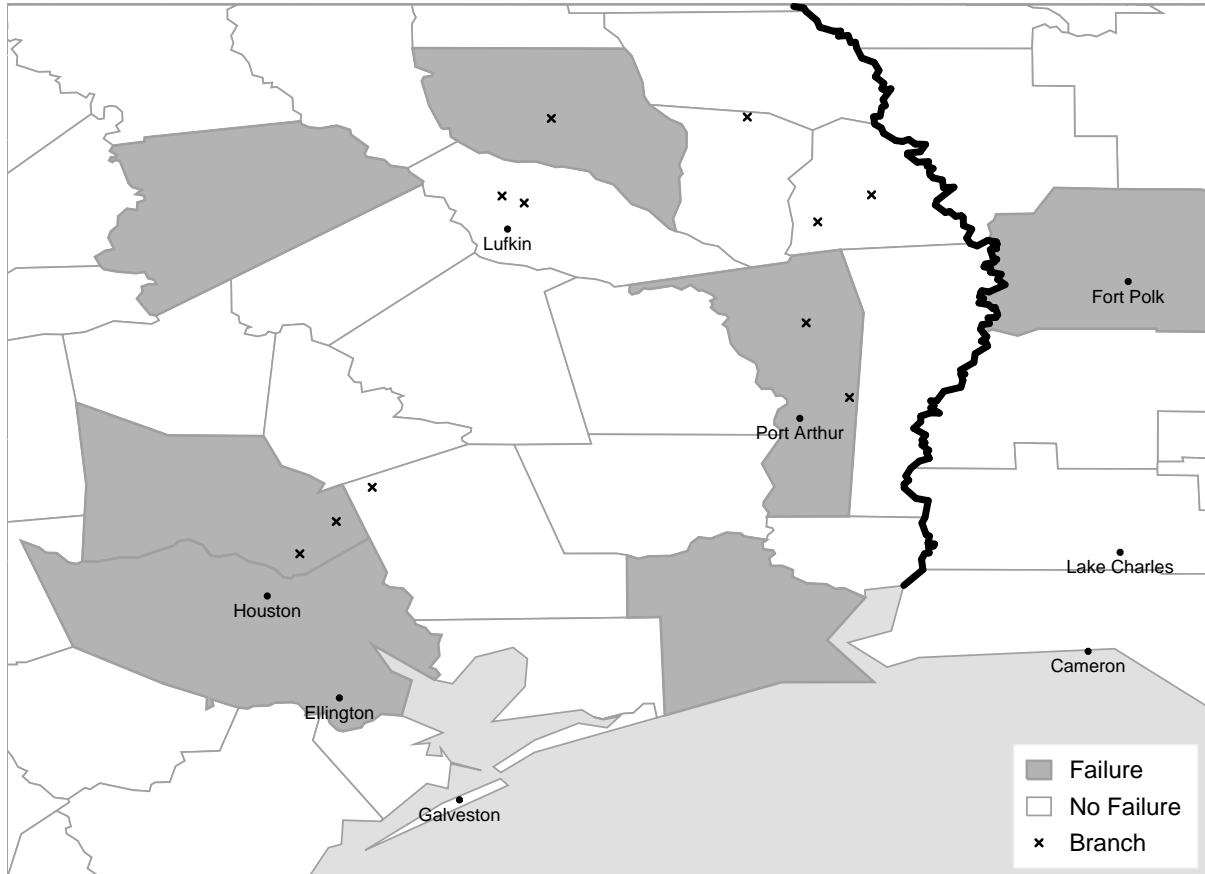 Lufkin
Fort Polk
Port Arthur
Lake Charles
Houston
Cameron
Ellington
Galveston
Failure
No Failure
Branch